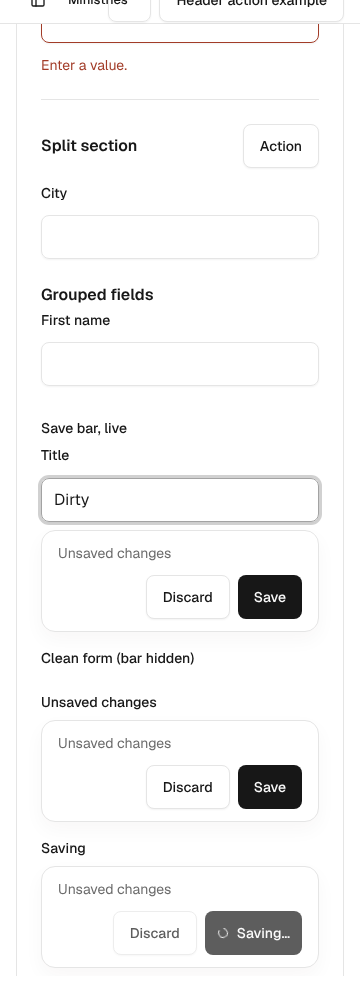 Ministries
Header action example
Enter a value.
Split section
Action
City
Grouped fields
First name
Save bar, live
Title
Dirty
Unsaved changes
Discard
Save
Clean form (bar hidden)
Unsaved changes
Unsaved changes
Discard
Save
Saving
Unsaved changes
Discard
Saving...